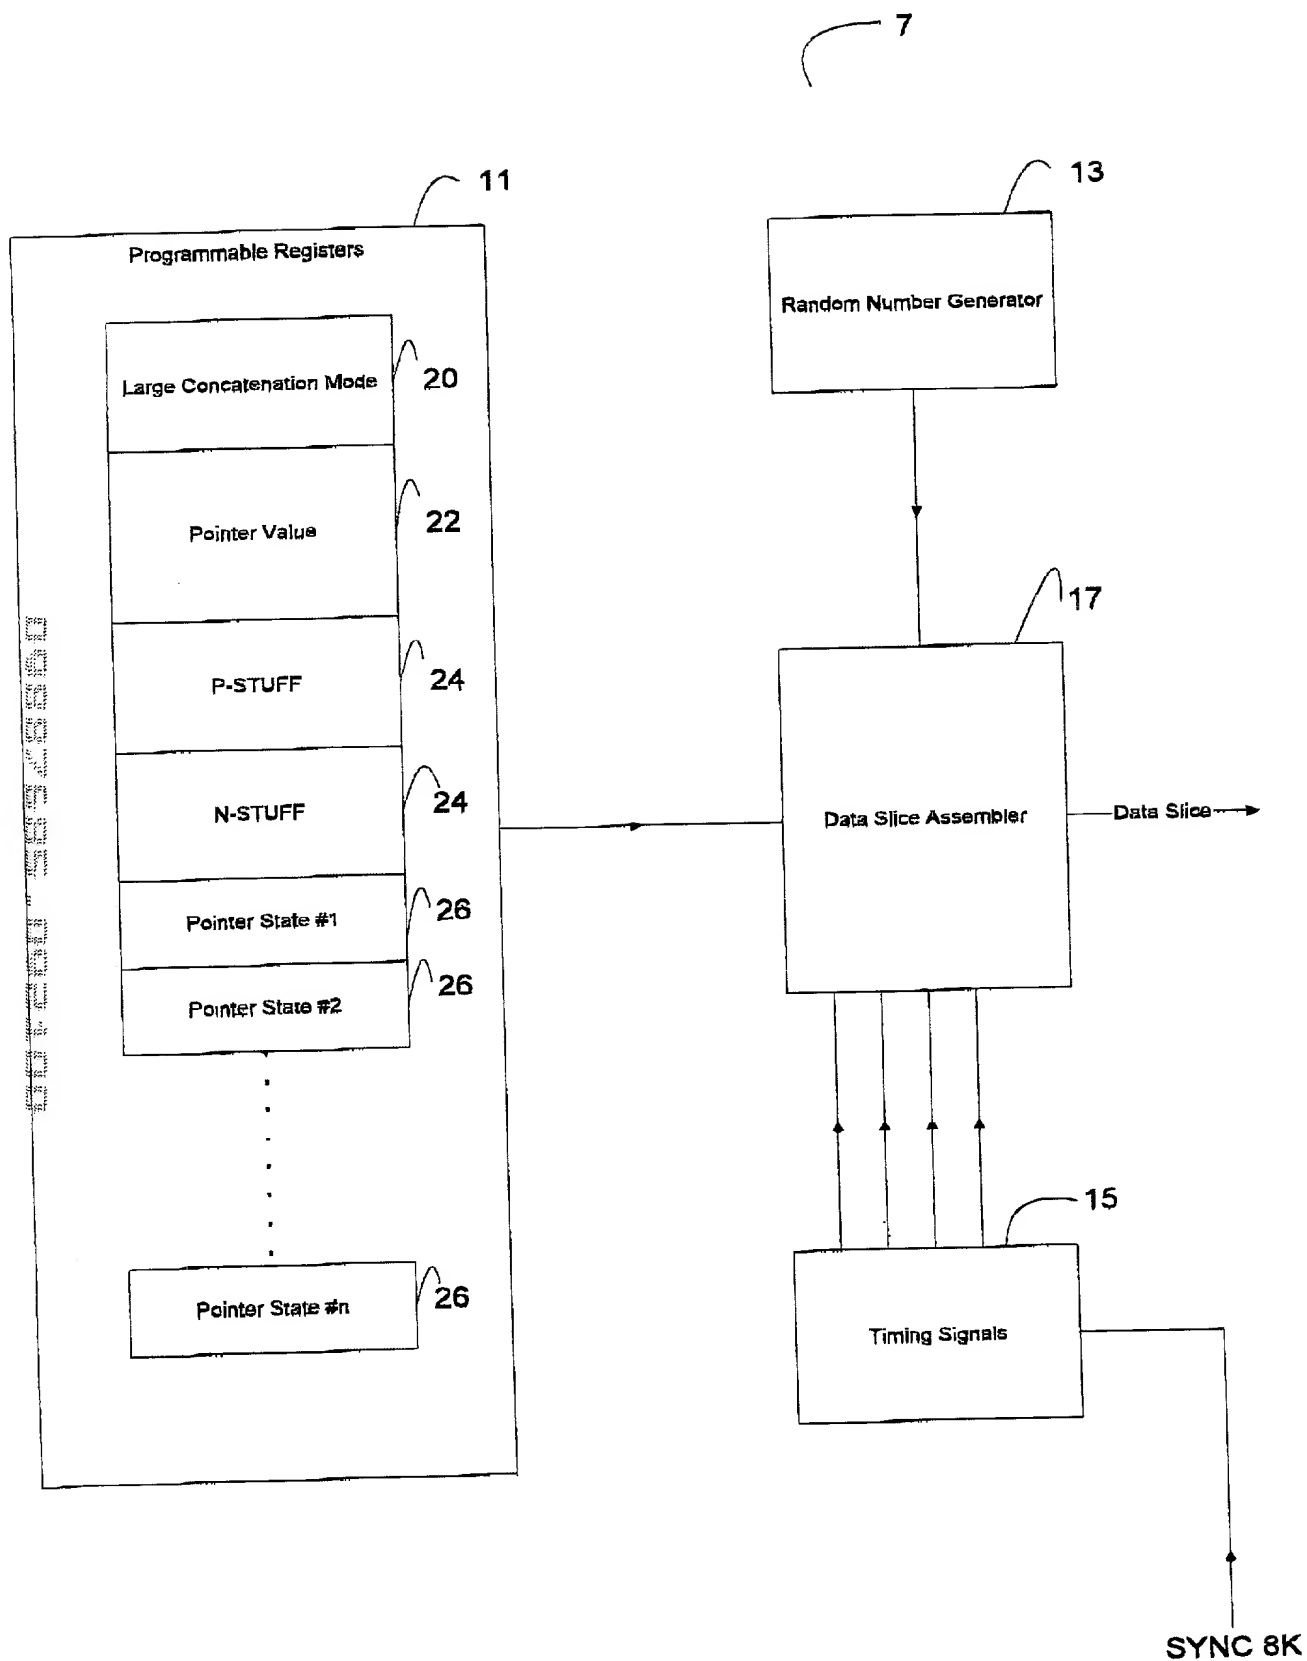 7
11
Programmable Registers
Large Concatenation Mode
20
Pointer Value
22
P-STUFF
24
N-STUFF
24
Pointer State #1
26
Pointer State #2
26
Pointer State #n
26
13
Random Number Generator
17
Data Slice Assembler
Data Slice
15
Timing Signals
SYNC 8K